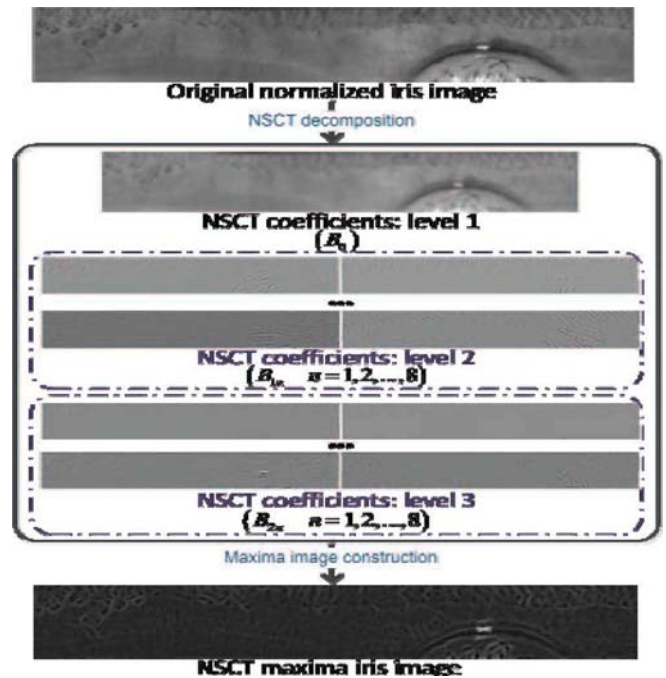 Original normalized iris image
NSCT decomposition
NSCT coefficients: level 1
(B₀)
...
NSCT coefficients: level 2
(B₁ₙ n = 1, 2, ..., 8)
...
NSCT coefficients: level 3
(B₂ₙ n = 1, 2, ..., 8)
Maxima image construction
NSCT maxima iris image